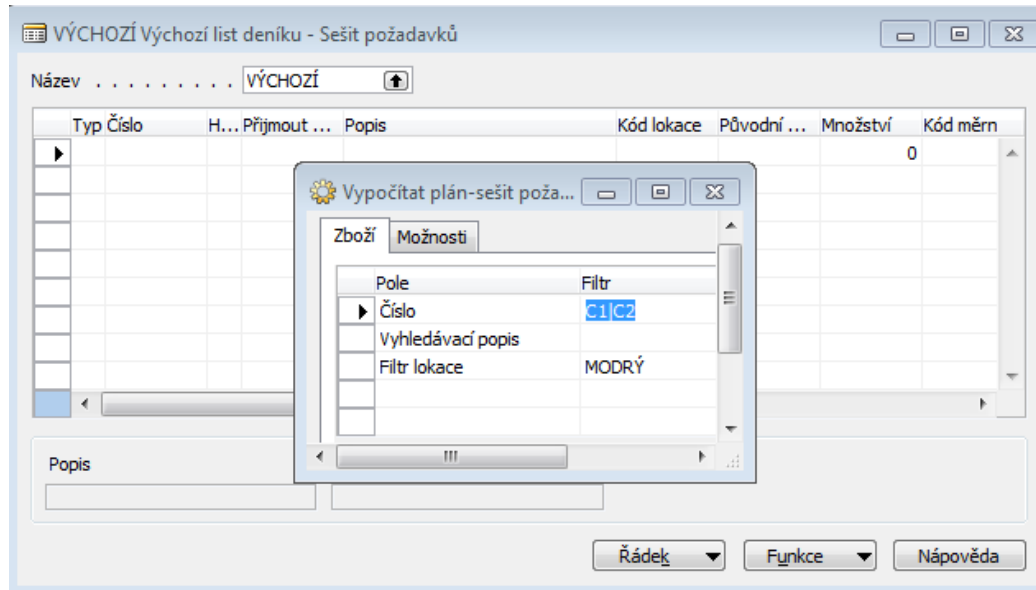 VÝCHOZÍ Výchozí list deníku - Sešit požadavků
Název . . . . . . . . . VÝCHOZÍ
Typ Číslo H... Přijmout ... Popis Kód lokace Původní ... Množství Kód měrn
0
Vypočítat plán-sešit poža...
Zboží Možnosti
Pole Filtr
Číslo C1|C2
Vyhledávací popis
Filtr lokace MODRÝ
Popis
Řádek Funkce Nápověda